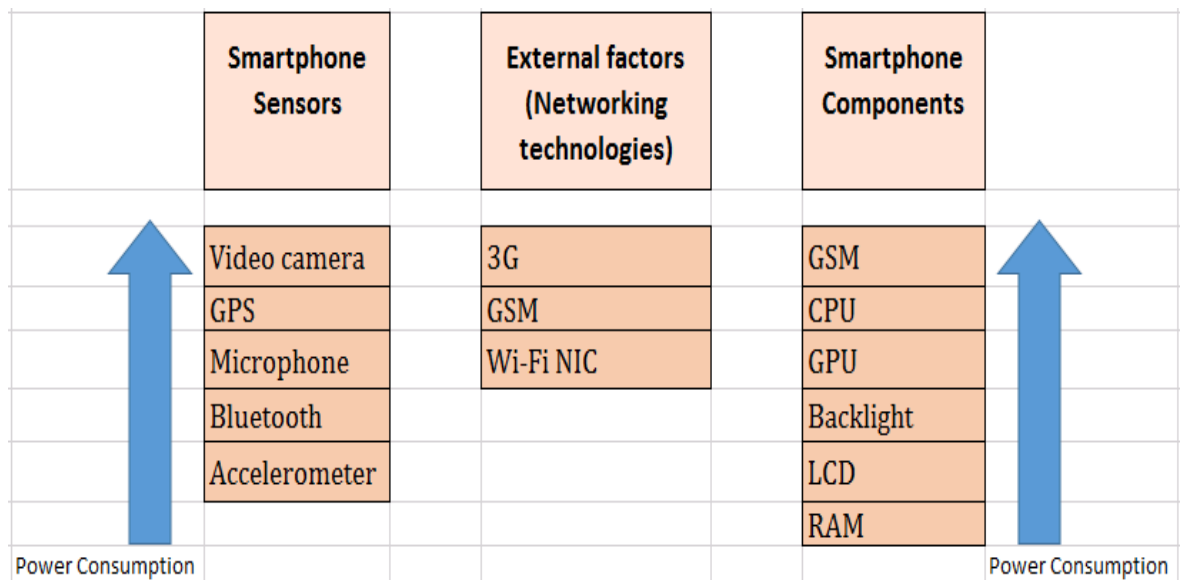 Smartphone
Sensors
External factors
(Networking
technologies)
Smartphone
Components
Video camera
3G
GSM
GPS
GSM
CPU
Microphone
Wi-Fi NIC
GPU
Bluetooth
Backlight
Accelerometer
LCD
RAM
Power Consumption
Power Consumption